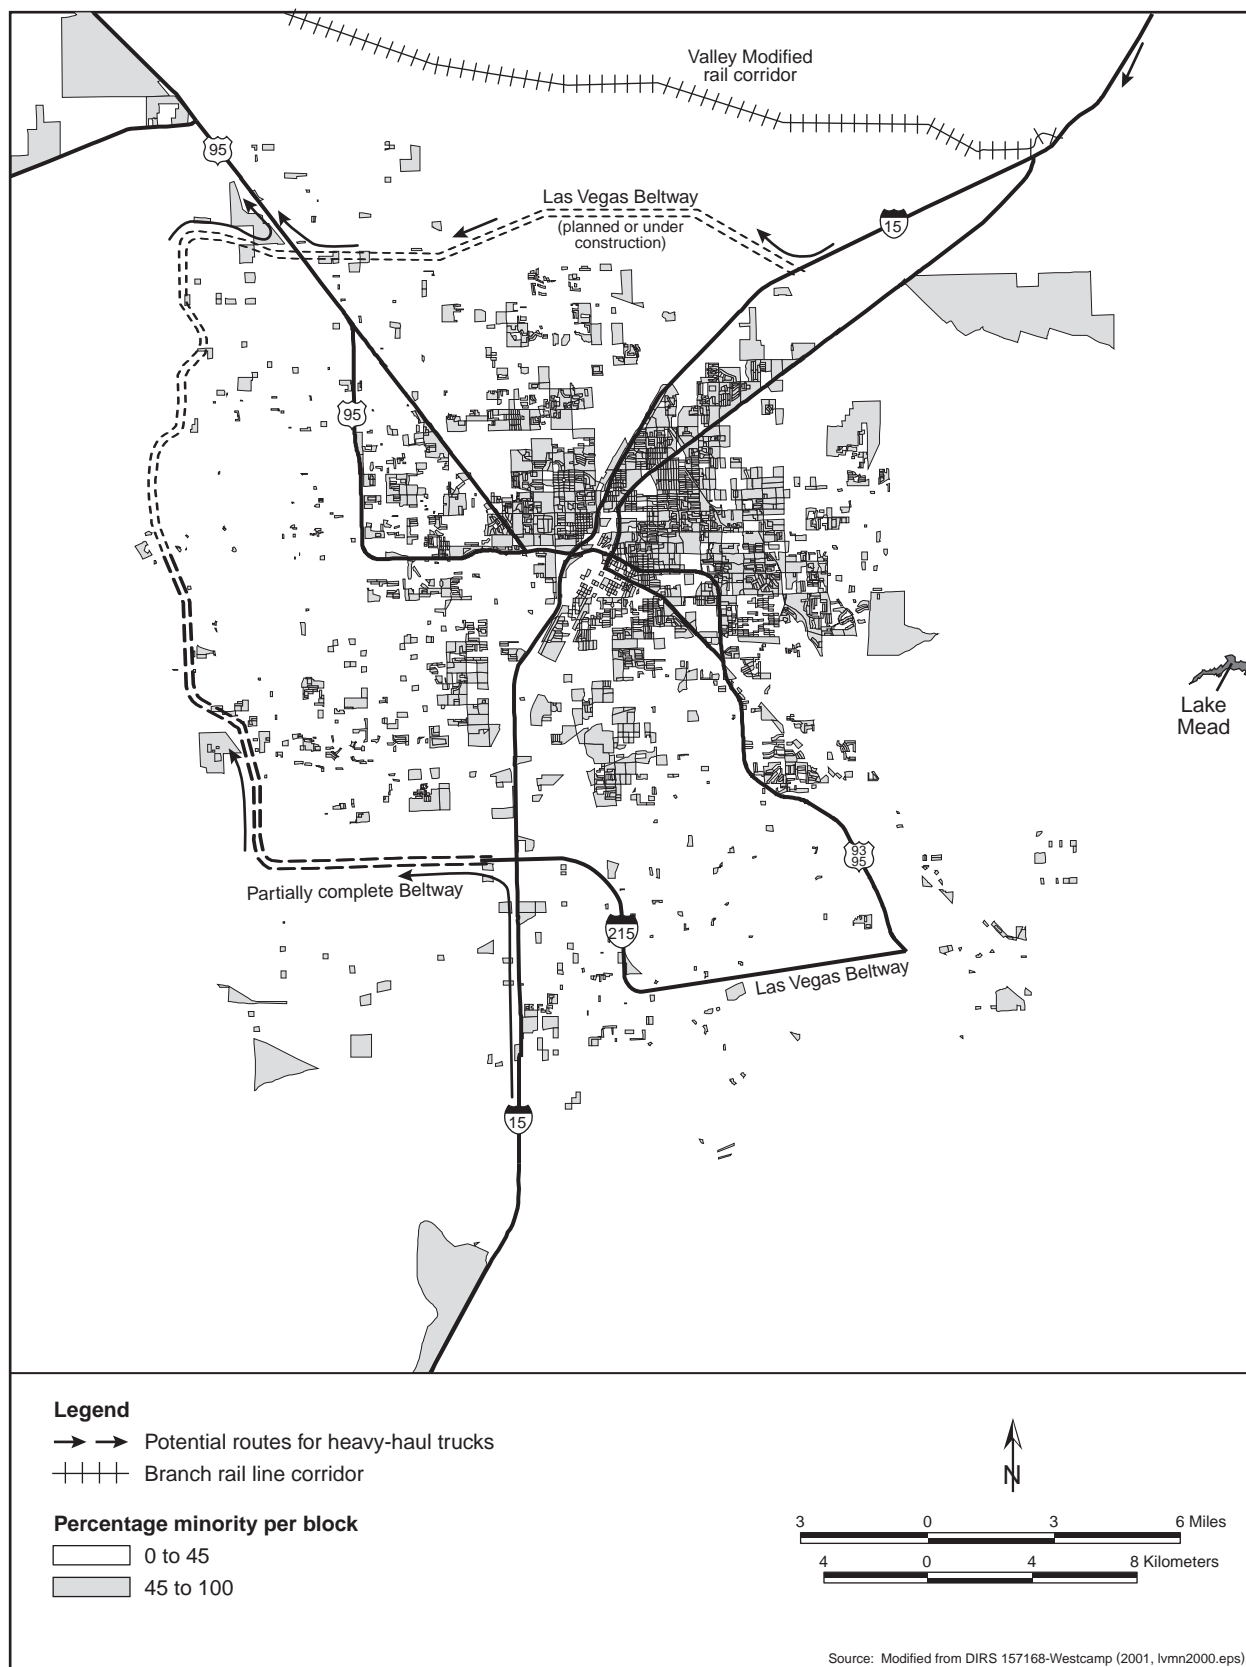 Valley Modified
rail corridor
95
Las Vegas Beltway
(planned or under
construction)
15
95
Lake
Mead
93
95
Partially complete Beltway
215
Las Vegas Beltway
15
Legend
Potential routes for heavy-haul trucks
Branch rail line corridor
N
Percentage minority per block
0 to 45
45 to 100
3 0 3 6 Miles
4 0 4 8 Kilometers
Source: Modified from DIRS 157168-Westcamp (2001, lvmn2000.eps)